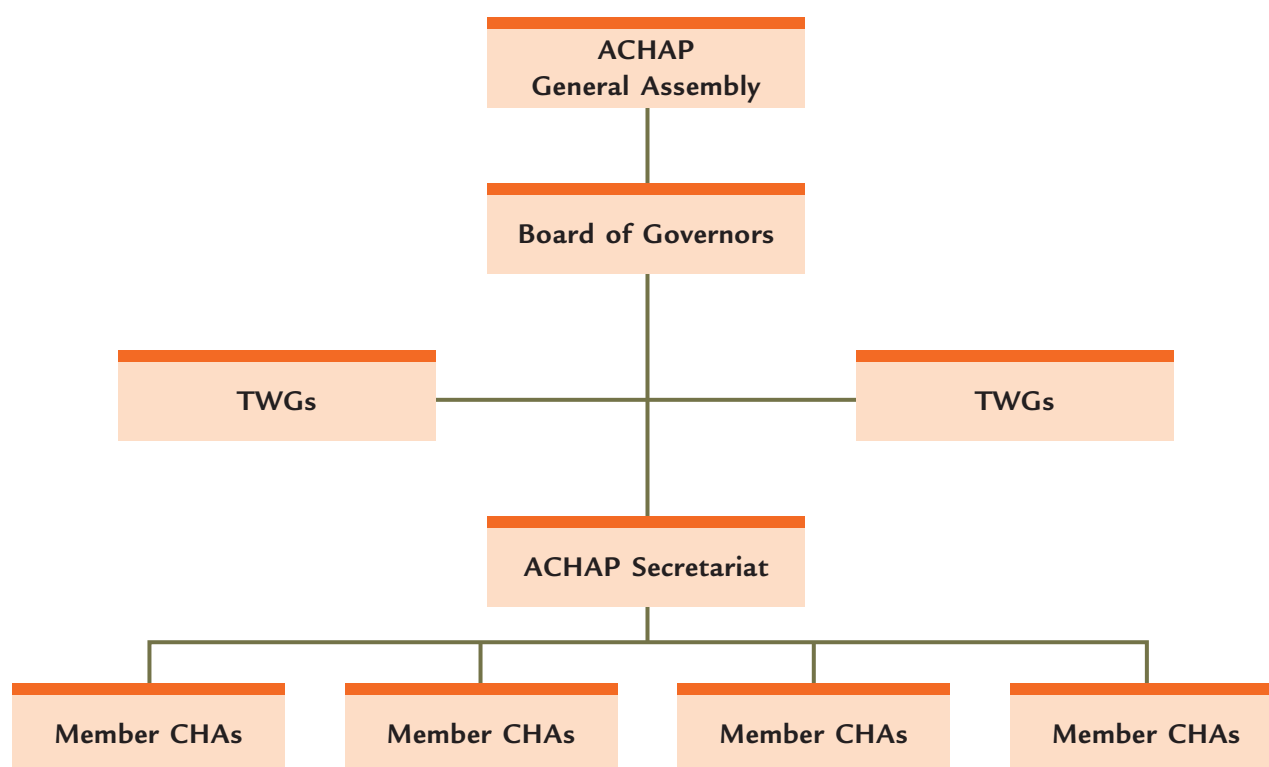 ACHAP
General Assembly
Board of Governors
TWGs
TWGs
ACHAP Secretariat
Member CHAs
Member CHAs
Member CHAs
Member CHAs